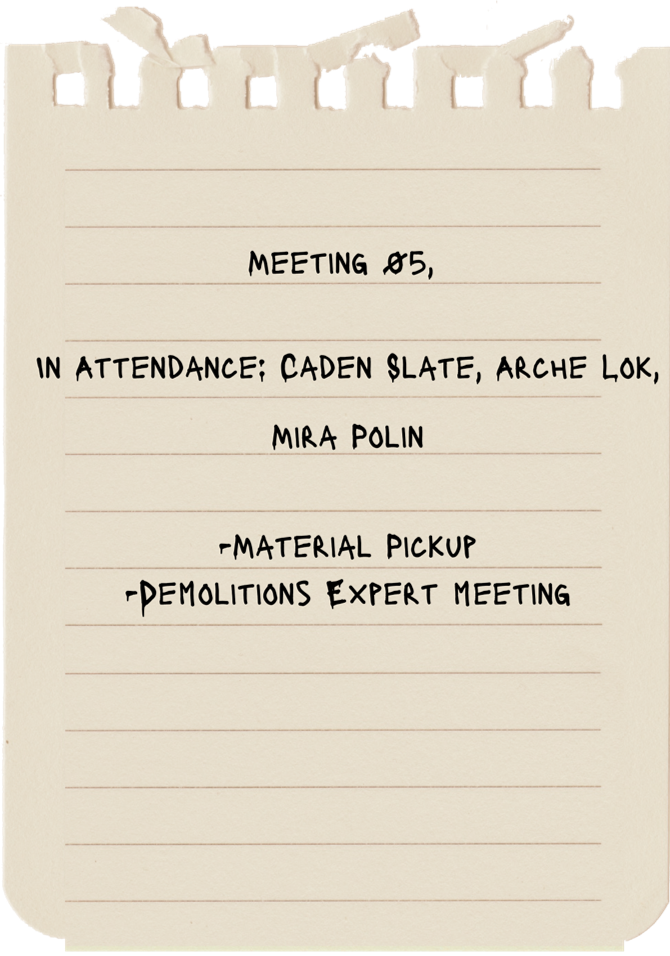 MEETING Ø5,
IN ATTENDANCE; CADEN SLATE, ARCHE LOK,
MIRA POLIN
-MATERIAL PICKUP
-DEMOLITIONS EXPERT MEETING